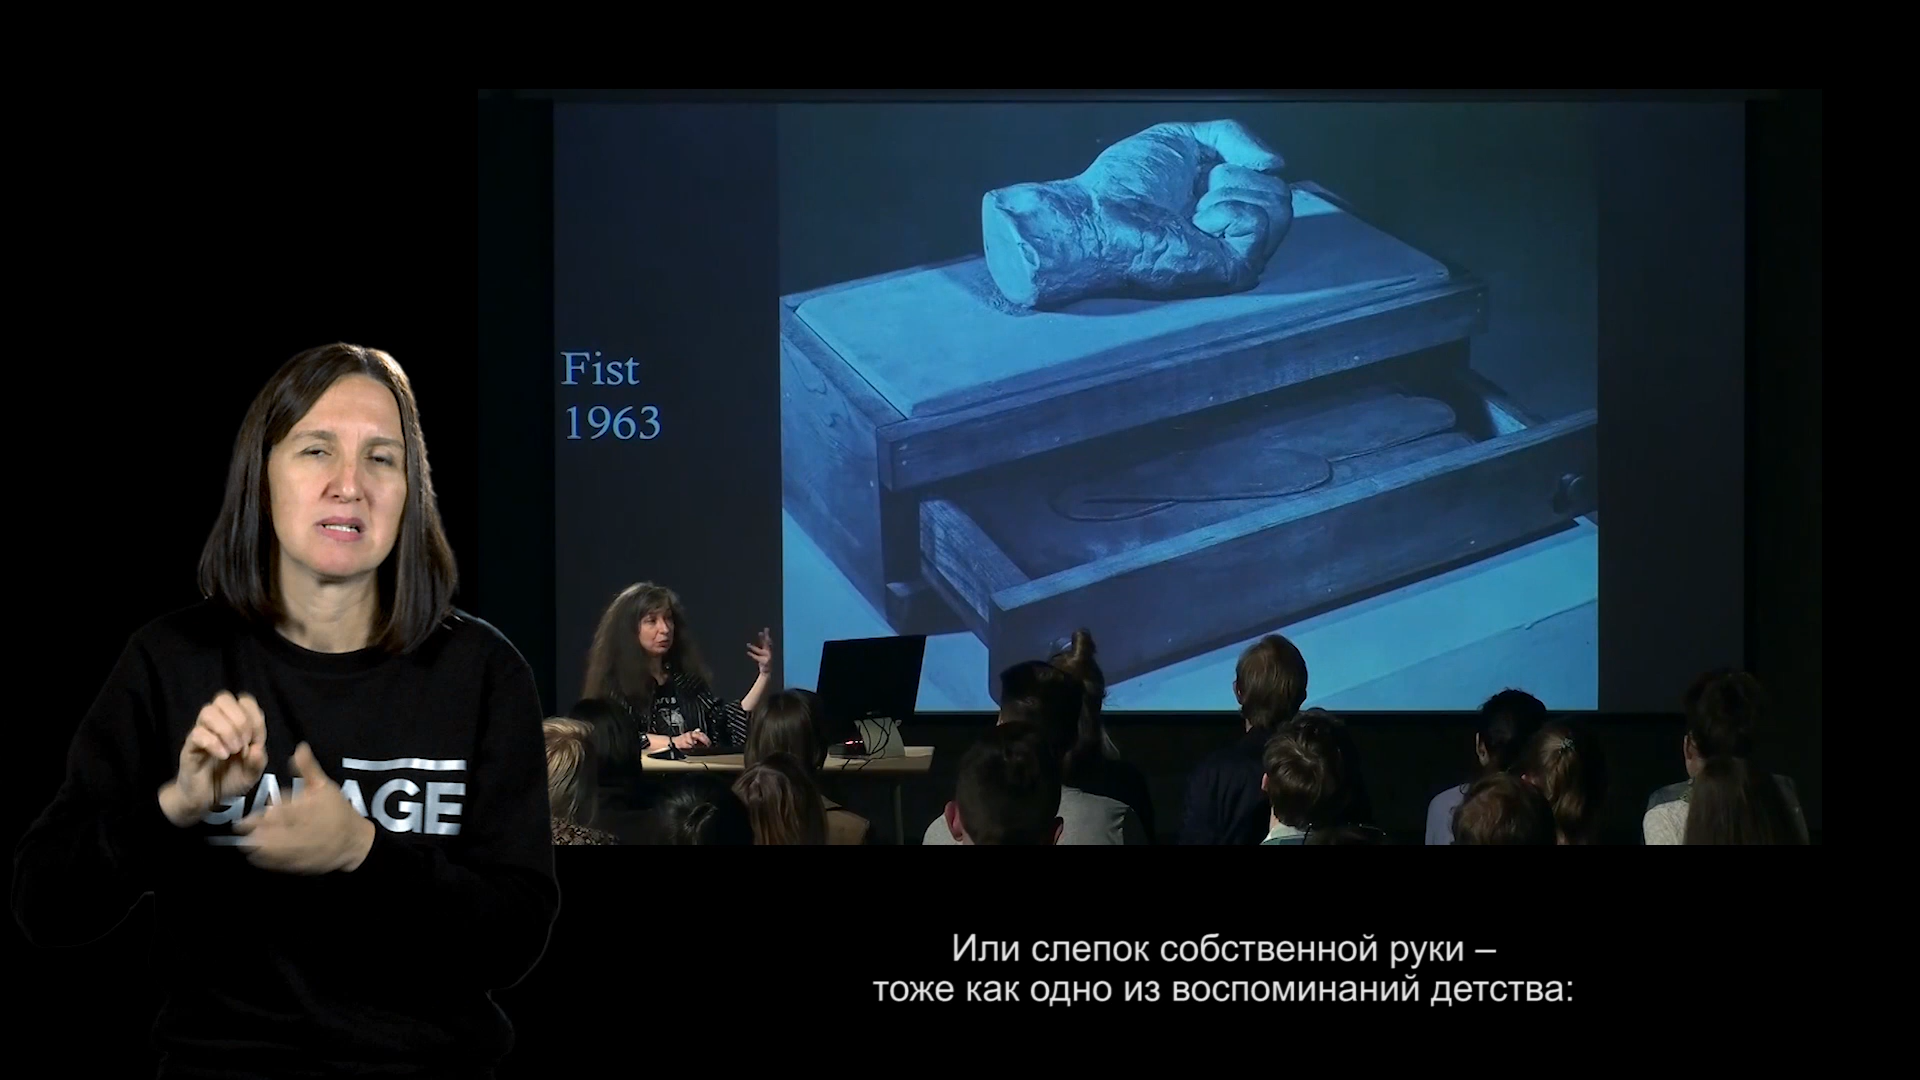 Fist
1963
GARAGE
Или слепок собственной руки –
тоже как одно из воспоминаний детства: